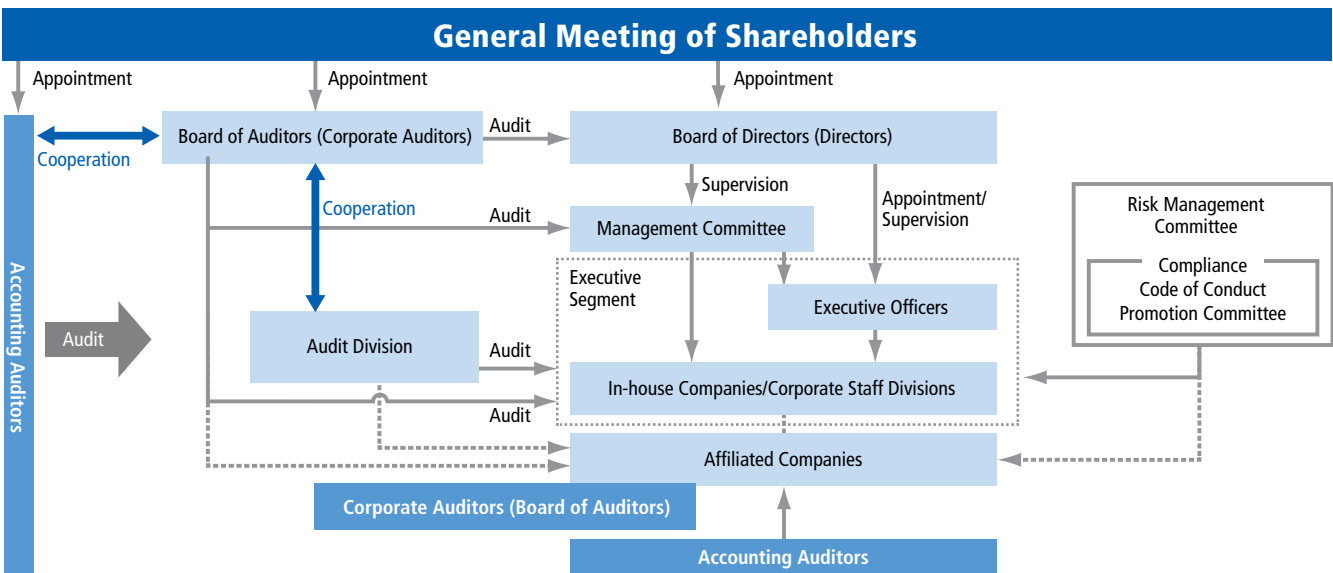 General Meeting of Shareholders
Appointment
Appointment
Appointment
Board of Auditors (Corporate Auditors)
Audit
Board of Directors (Directors)
Cooperation
Supervision
Appointment/
Supervision
Cooperation
Audit
Management Committee
Risk Management
Committee
Compliance
Code of Conduct
Promotion Committee
Executive
Segment
Executive Officers
Accounting Auditors
Audit
Audit Division
Audit
In-house Companies/Corporate Staff Divisions
Audit
Affiliated Companies
Corporate Auditors (Board of Auditors)
Accounting Auditors